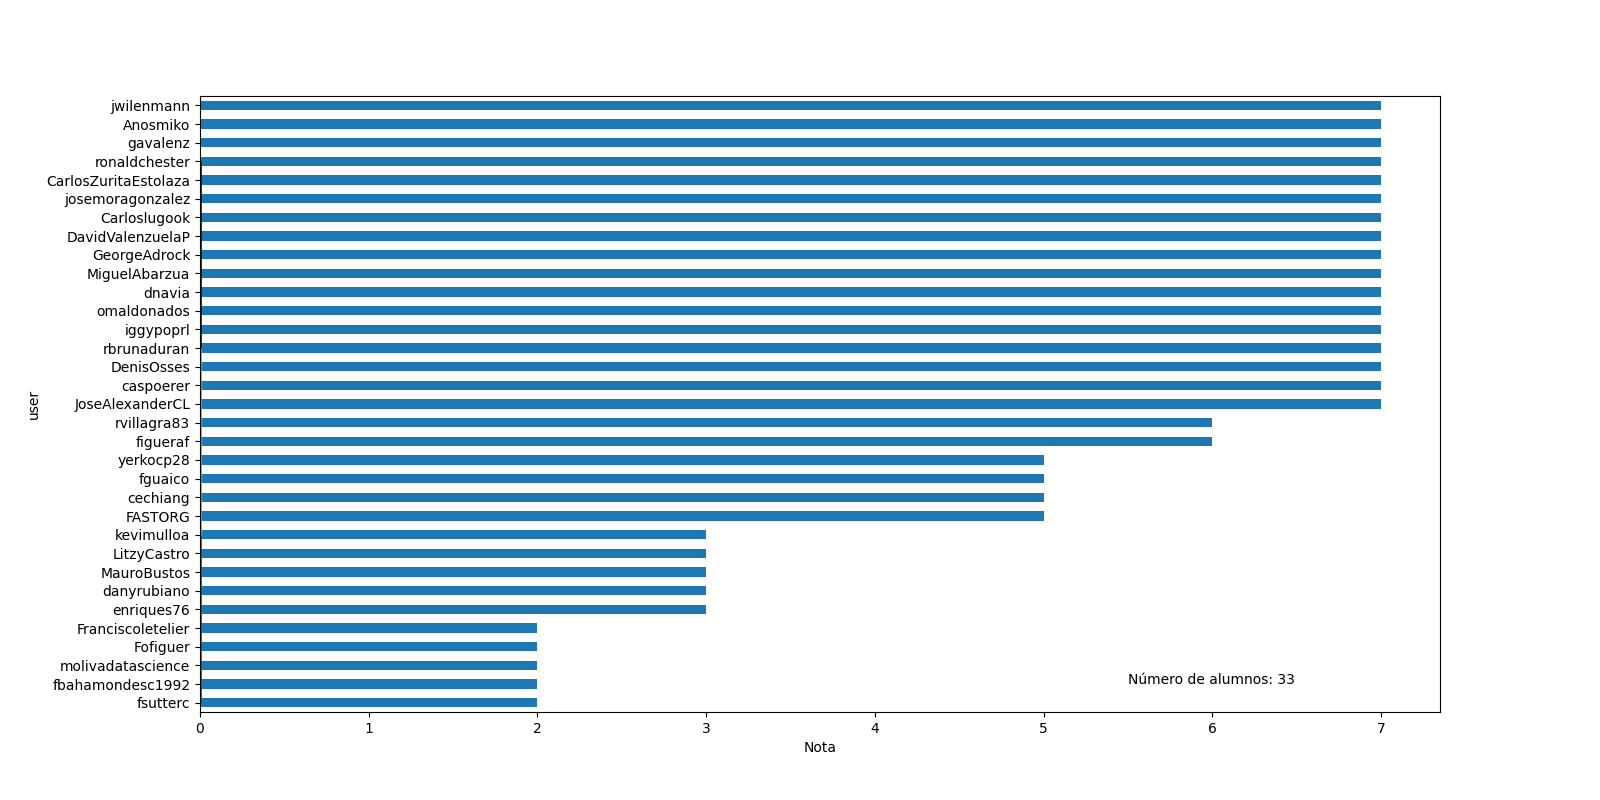 jwilenmann
Anosmiko
gavalenz
ronaldchester
CarlosZuritaEstolaza
josemoragonzalez
Carloslugook
DavidValenzuelaP
GeorgeAdrock
MiguelAbarzua
dnavia
omaldonados
iggypoprl
rbrunaduran
DenisOsses
caspoerer
JoseAlexanderCL
rvillagra83
figueraf
yerkocp28
fguaico
cechiang
FASTORG
kevimulloa
LitzyCastro
MauroBustos
danyrubiano
enriques76
Franciscoletelier
Fofiguer
molivadatascience
fbahamondesc1992
fsutterc
user
Número de alumnos: 33
0 1 2 3 4 5 6 7
Nota